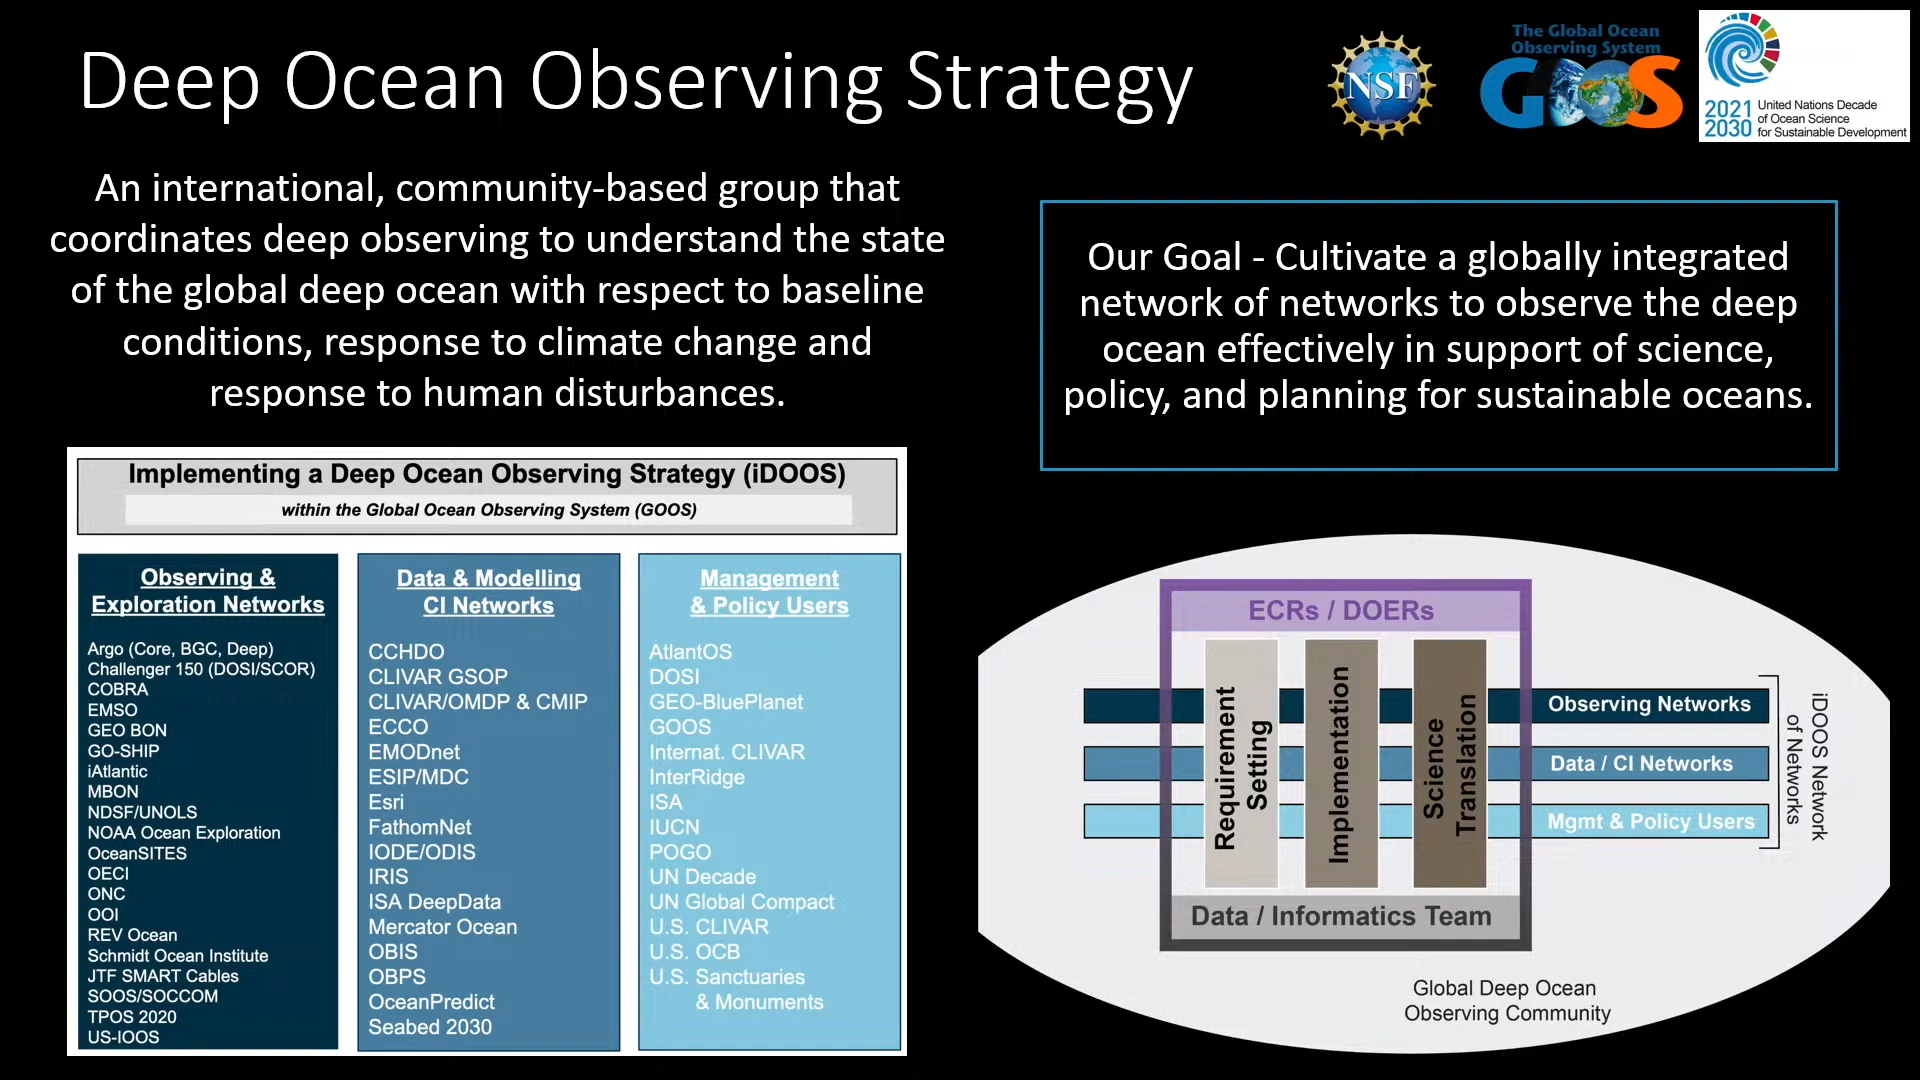 Deep Ocean Observing Strategy
NSF
The Global Ocean
Observing System
GOOS
2021
2030
United Nations Decade
of Ocean Science
for Sustainable Development
An international, community-based group that
coordinates deep observing to understand the state
of the global deep ocean with respect to baseline
conditions, response to climate change and
response to human disturbances.
Our Goal - Cultivate a globally integrated
network of networks to observe the deep
ocean effectively in support of science,
policy, and planning for sustainable oceans.
Implementing a Deep Ocean Observing Strategy (iDOOS)
within the Global Ocean Observing System (GOOS)
Observing &
Exploration Networks
Argo (Core, BGC, Deep)
Challenger 150 (DOSI/SCOR)
COBRA
EMSO
GEO BON
GO-SHIP
iAtlantic
MBON
NDSF/UNOLS
NOAA Ocean Exploration
OceanSITES
OECI
ONC
OOI
REV Ocean
Schmidt Ocean Institute
JTF SMART Cables
SOOS/SOCCOM
TPOS 2020
US-IOOS
Data & Modelling
CI Networks
CCHDO
CLIVAR GSOP
CLIVAR/OMDP & CMIP
ECCO
EMODnet
ESIP/MDC
Esri
FathomNet
IODE/ODIS
IRIS
ISA DeepData
Mercator Ocean
OBIS
OBPS
OceanPredict
Seabed 2030
Management
& Policy Users
AtlantOS
DOSI
GEO-BluePlanet
GOOS
Internat. CLIVAR
InterRidge
ISA
IUCN
POGO
UN Decade
UN Global Compact
U.S. CLIVAR
U.S. OCB
U.S. Sanctuaries
& Monuments
ECRs / DOERs
Requirement
Setting
Implementation
Science
Translation
Observing Networks
Data / CI Networks
Mgmt & Policy Users
iDOOS Network
of Networks
Data / Informatics Team
Global Deep Ocean
Observing Community